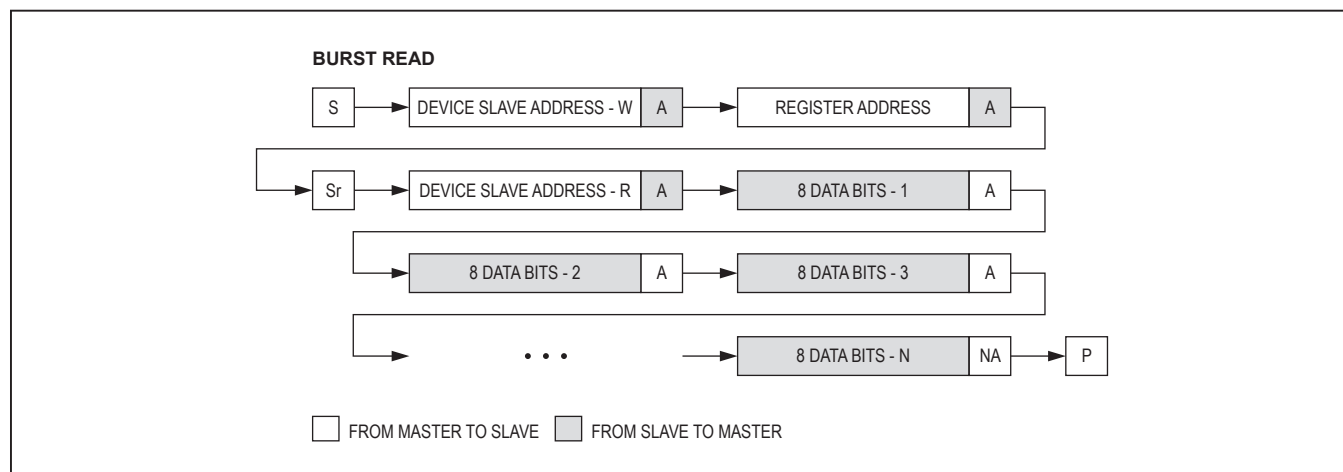 BURST READ
S DEVICE SLAVE ADDRESS - W A REGISTER ADDRESS A
Sr DEVICE SLAVE ADDRESS - R A 8 DATA BITS - 1 A
8 DATA BITS - 2 A 8 DATA BITS - 3 A
• • • 8 DATA BITS - N NA P
FROM MASTER TO SLAVE FROM SLAVE TO MASTER